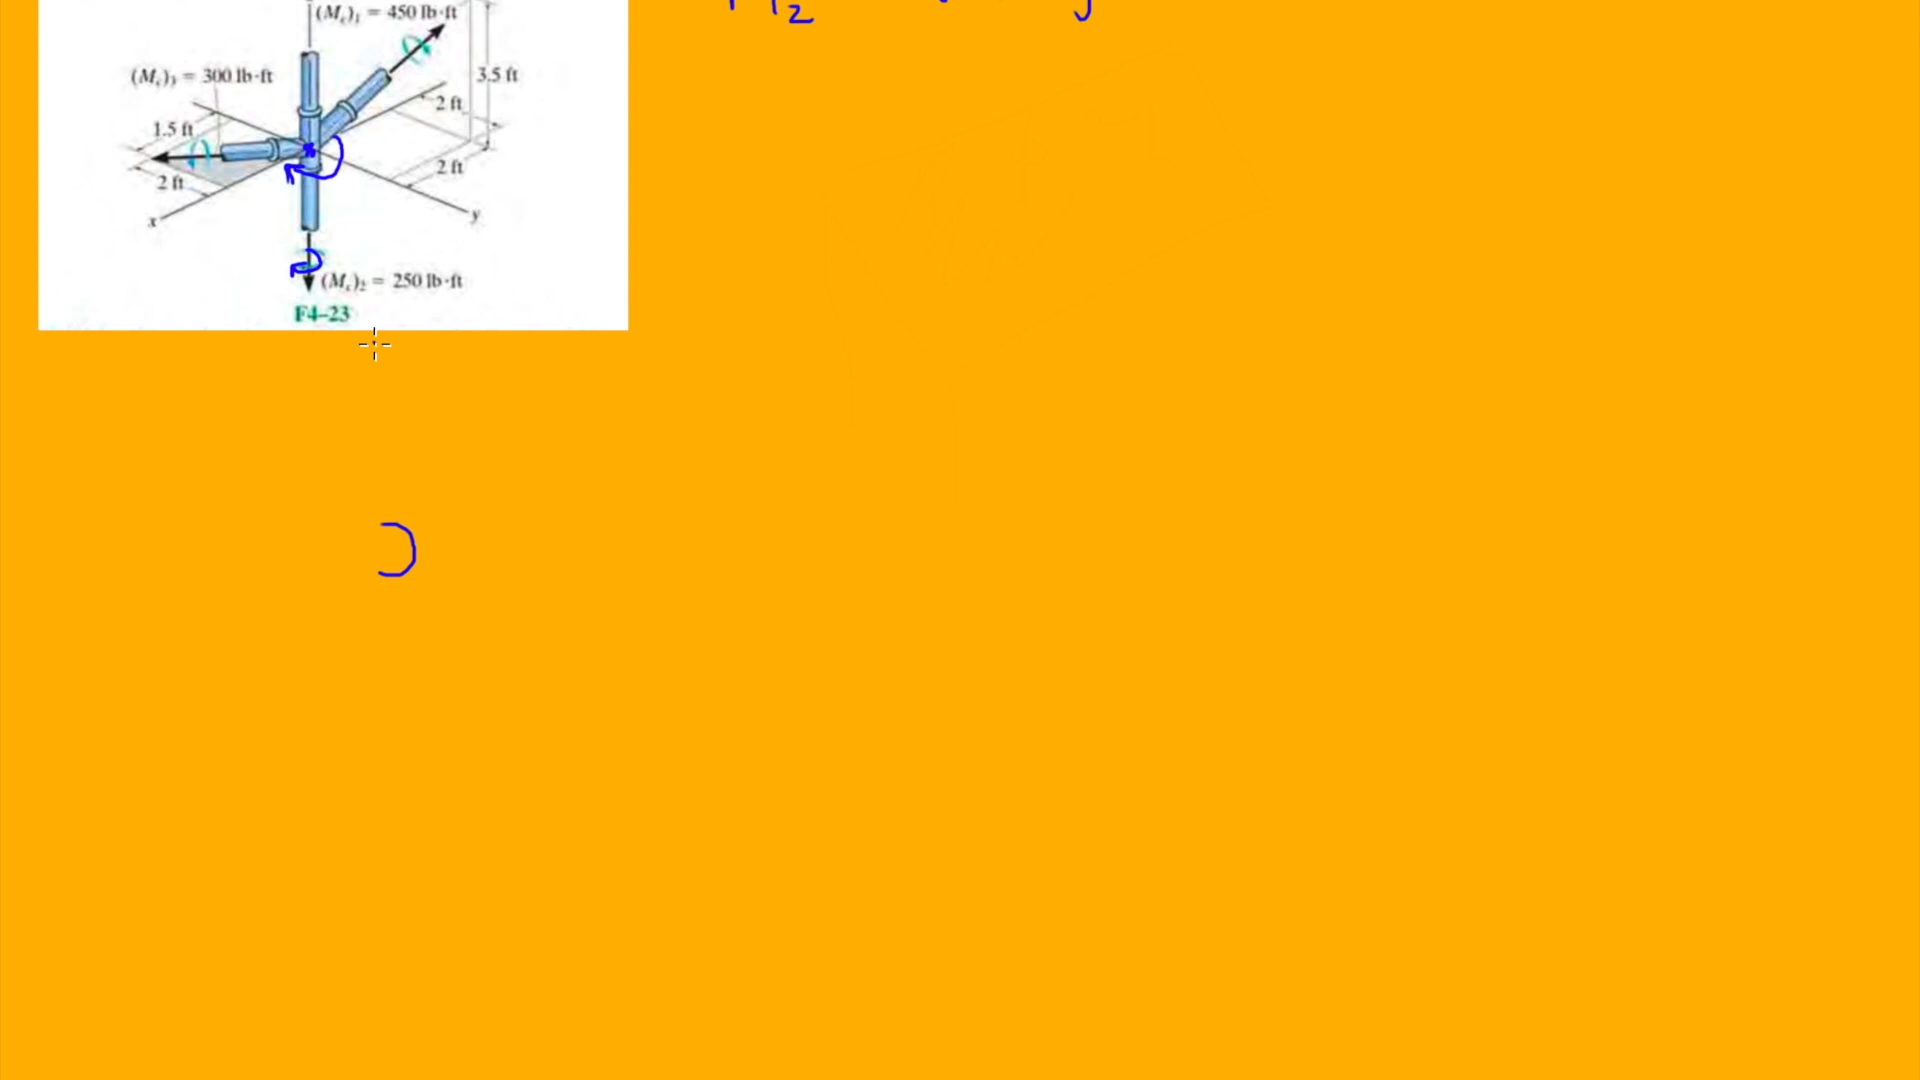 (Mc)1 = 450 lb·ft
2
(Mc)3 = 300 lb·ft
3.5 ft
2 ft
1.5 ft
2 ft
2 ft
x
y
(Mc)2 = 250 lb·ft
F4–23